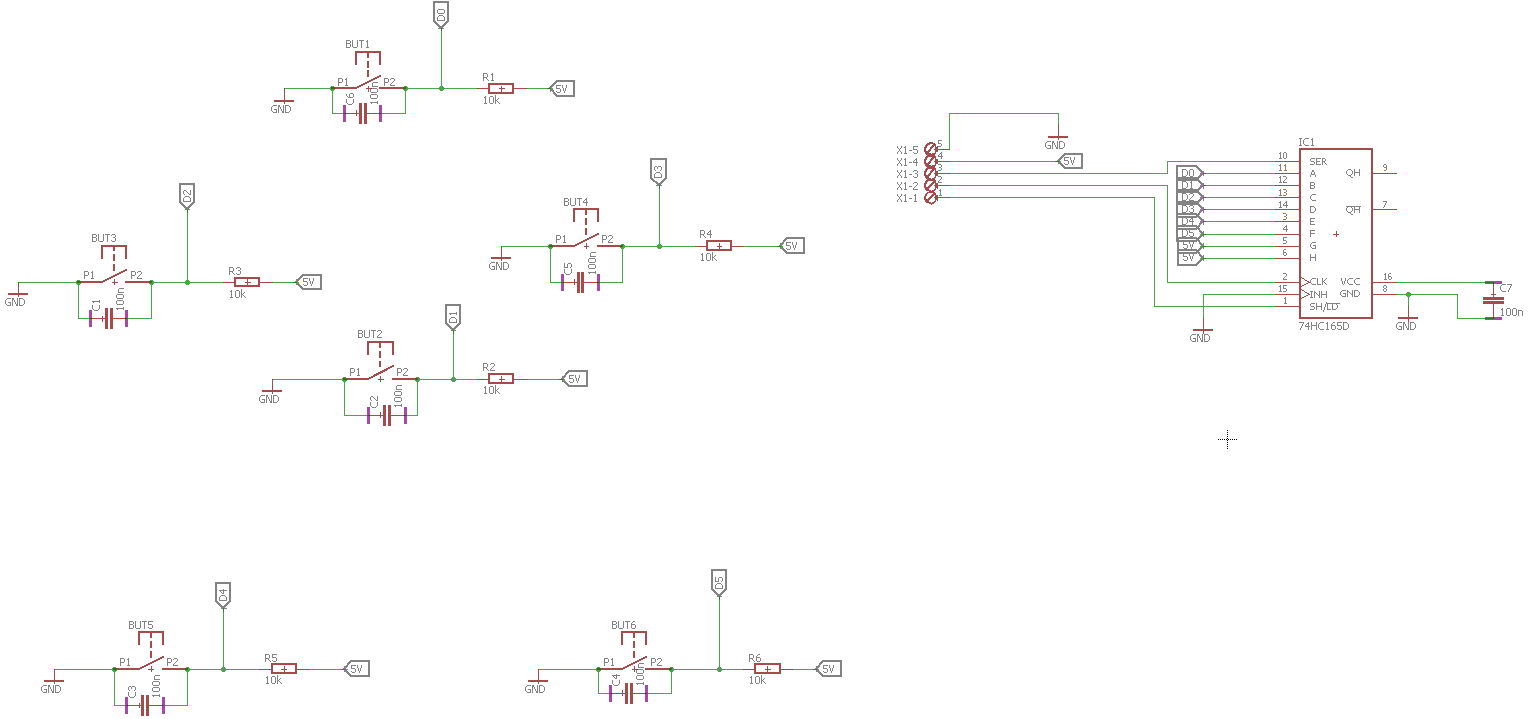 D0
BUT1
P1
P2
C6
100n
R1
10k
5V
GND
D2
BUT3
P1
P2
C1
100n
R3
10k
5V
GND
D3
BUT4
P1
P2
C5
100n
R4
10k
5V
GND
D1
BUT2
P1
P2
C2
100n
R2
10k
5V
GND
D4
BUT5
P1
P2
C3
100n
R5
10k
5V
GND
D5
BUT6
P1
P2
C4
100n
R6
10k
5V
GND
X1-5 5
X1-4 4
X1-3 3
X1-2 2
X1-1 1
GND
5V
IC1
10 SER
D0 11 A
D1 12 B
D2 13 C
D3 14 D
D4 3 E
D5 4 F
5V 5 G
5V 6 H
2 CLK
15 INH
1 SH/LD
QH 9
QH 7
VCC 16
GND 8
74HC165D
GND
GND
C7
100n